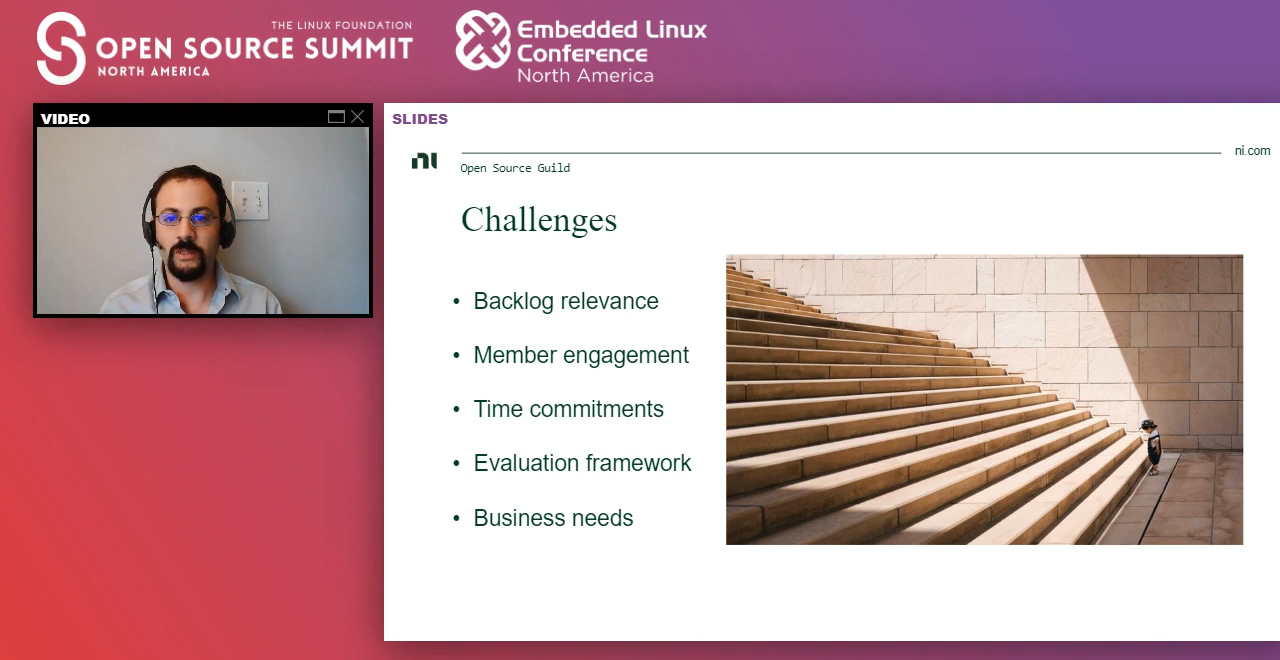 THE LINUX FOUNDATION
OPEN SOURCE SUMMIT
NORTH AMERICA
Embedded Linux
Conference
North America
VIDEO
SLIDES
ni
ni.com
Open Source Guild
Challenges
• Backlog relevance
• Member engagement
• Time commitments
• Evaluation framework
• Business needs